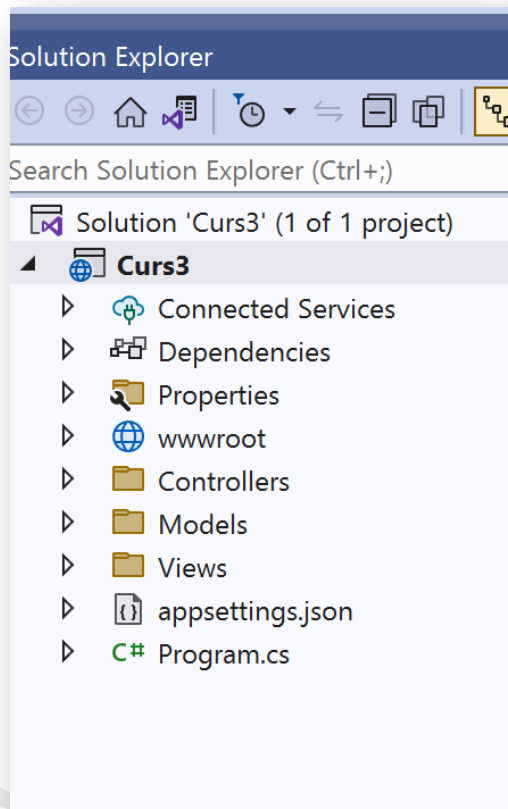 Solution Explorer
Search Solution Explorer (Ctrl+;)
Solution 'Curs3' (1 of 1 project)
Curs3
Connected Services
Dependencies
Properties
wwwroot
Controllers
Models
Views
appsettings.json
C# Program.cs